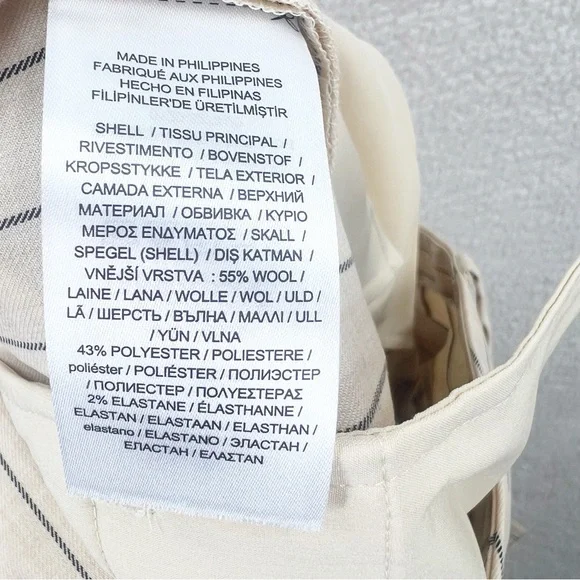 MADE IN PHILIPPINES
FABRIQUÉ AUX PHILIPPINES
HECHO EN FILIPINAS
FİLİPİNLER'DE ÜRETİLMİŞTİR
SHELL / TISSU PRINCIPAL /
RIVESTIMENTO / BOVENSTOF /
KROPSSTYKKE / TELA EXTERIOR /
CAMADA EXTERNA / ВЕРХНИЙ
МАТЕРИАЛ / ОБВИВКА / ΚΥΡΙΟ
ΜΕΡΟΣ ΕΝΔΥΜΑΤΟΣ / SKALL /
SPEGEL (SHELL) / DIŞ KATMAN /
VNĚJŠÍ VRSTVA : 55% WOOL /
LAINE / LANA / WOLLE / WOL / ULD /
LÃ / ШЕРСТЬ / ВЪЛНА / ΜΑΛΛΙ / ULL
/ YÜN / VLNA
43% POLYESTER / POLIESTERE /
poliéster / POLIÉSTER / ПОЛИЭСТЕР
/ ПОЛИЕСТЕР / ΠΟΛΥΕΣΤΕΡΑΣ
2% ELASTANE / ÉLASTHANNE /
ELASTAN / ELASTAAN / ELASTHAN /
elastano / ELASTANO / ЭЛАСТАН /
ЕЛАСТАН / ΕΛΑΣΤΑΝ